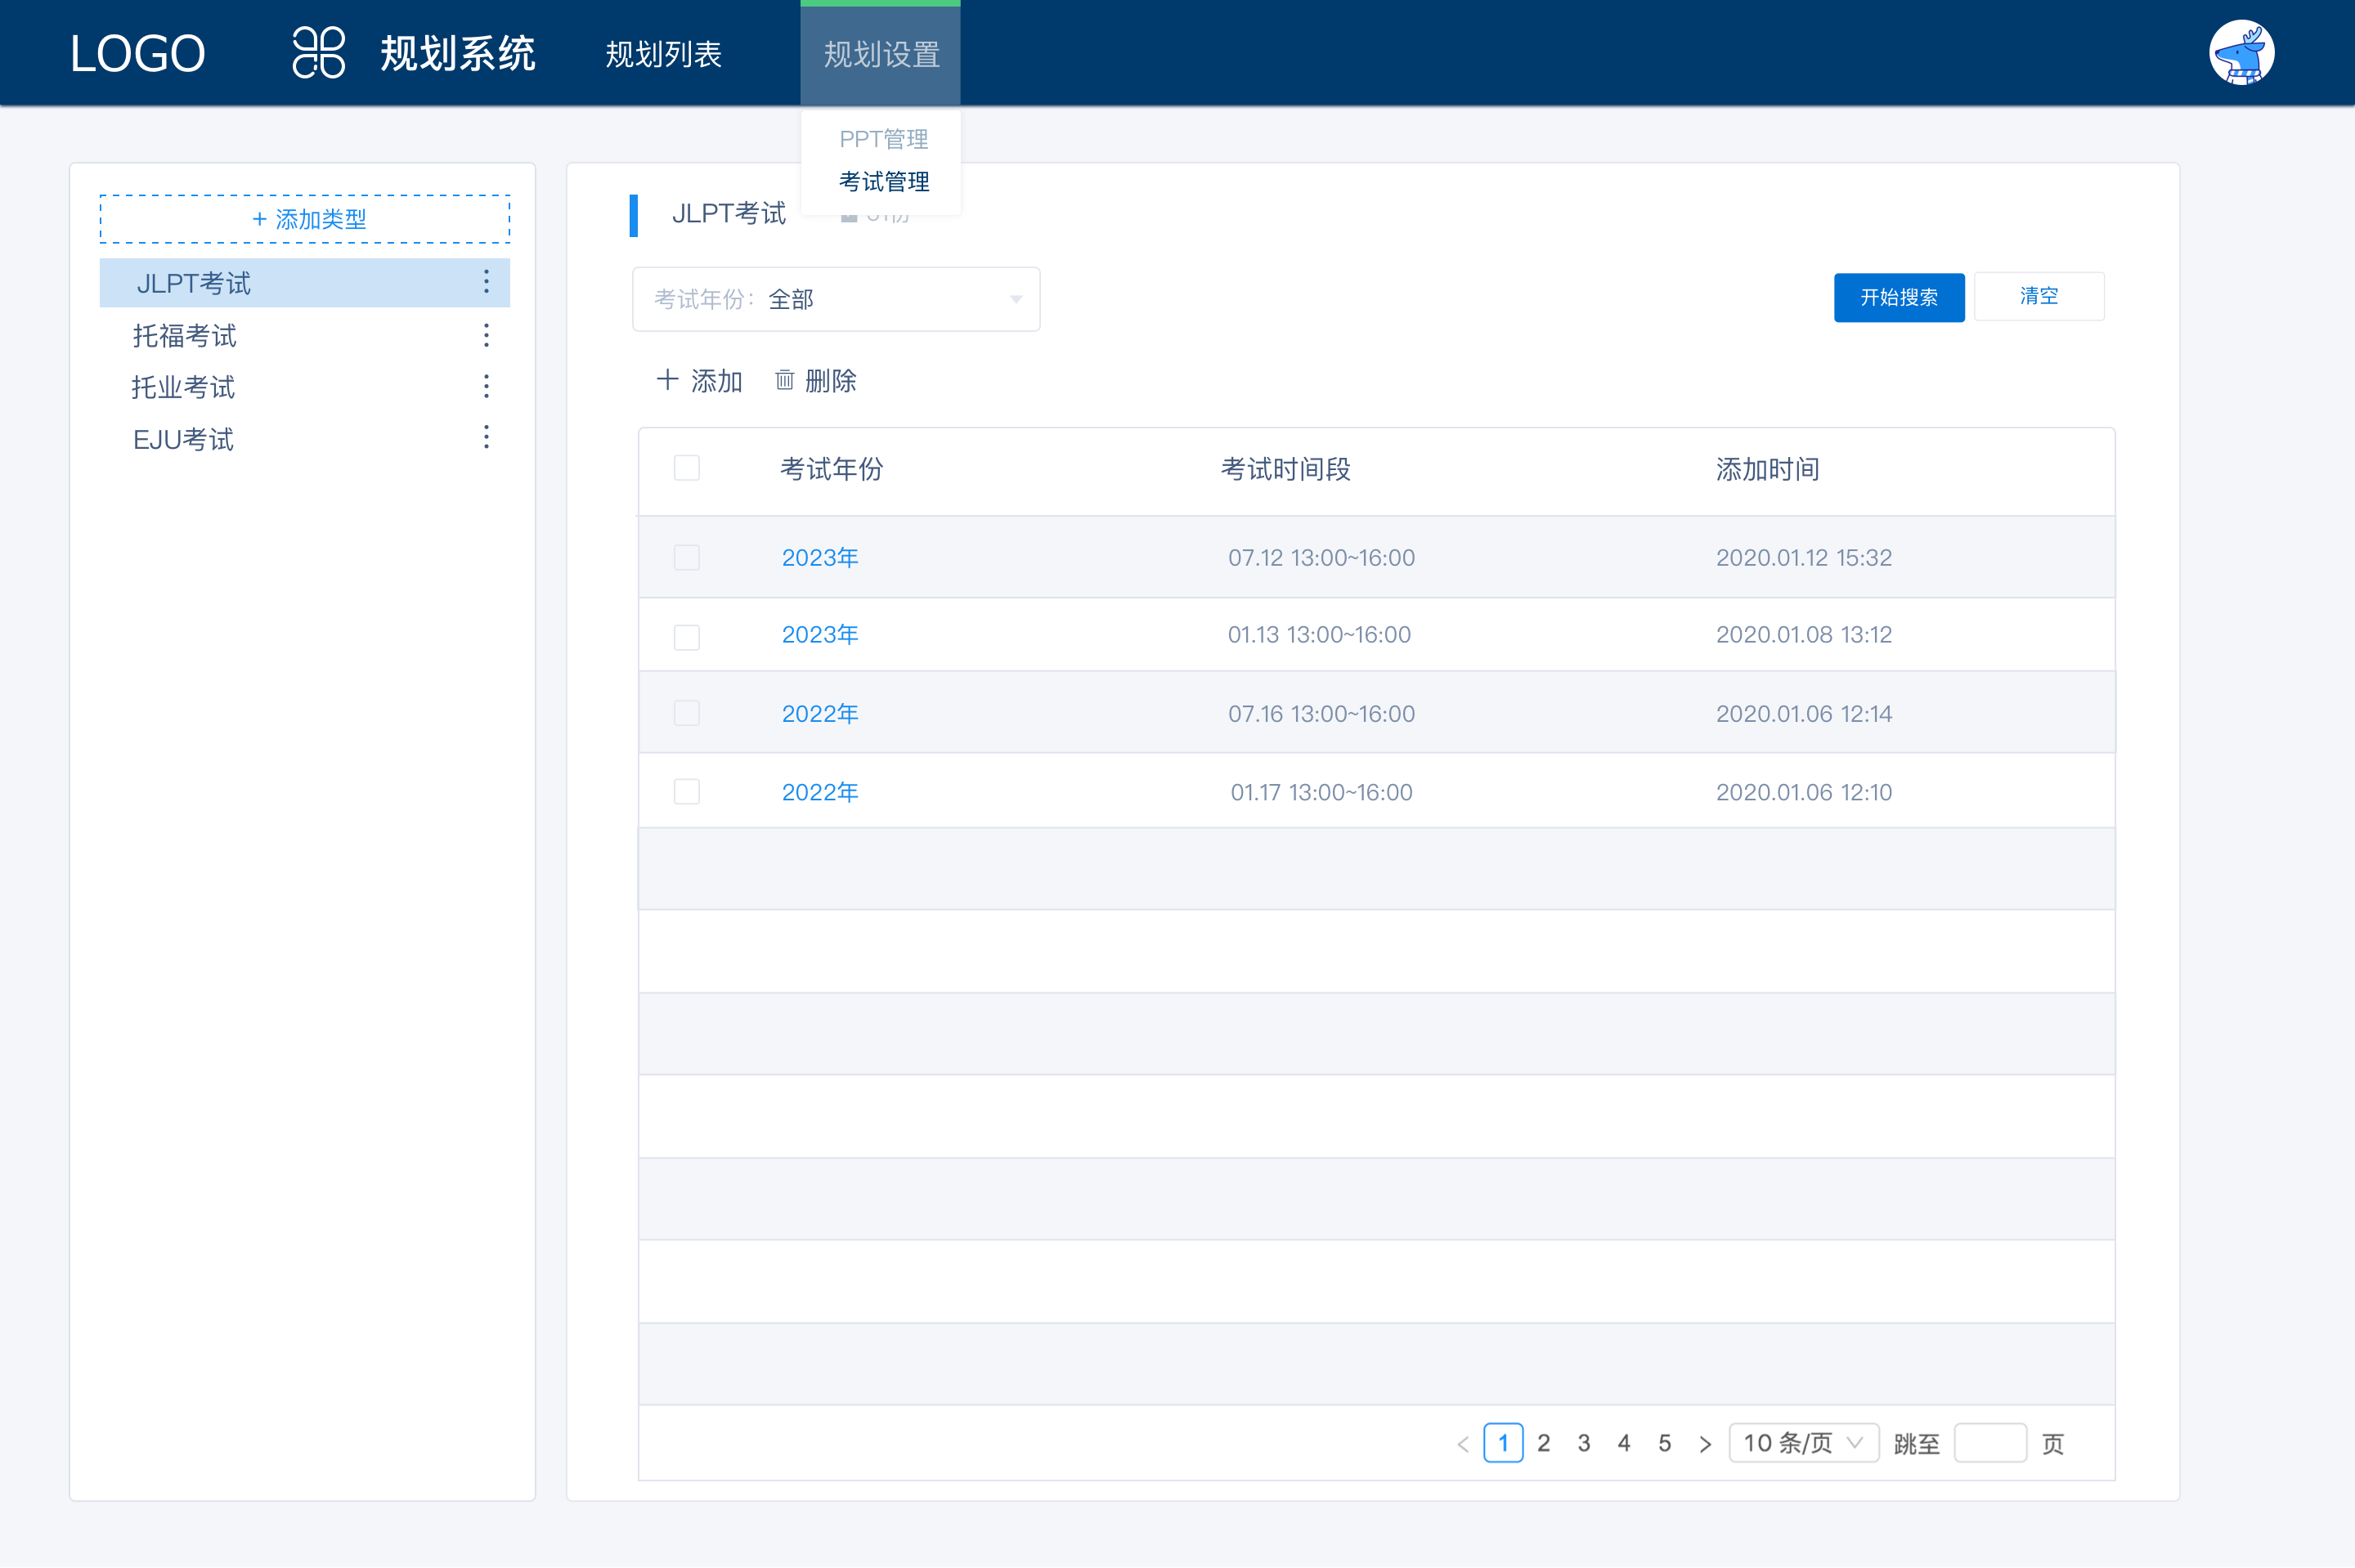 LOGO 规划系统 规划列表 规划设置
PPT管理
考试管理
+ 添加类型
JLPT考试
托福考试
托业考试
EJU考试
JLPT考试
考试年份: 全部
开始搜索 清空
添加 删除
考试年份 考试时间段 添加时间
2023年 07.12 13:00~16:00 2020.01.12 15:32
2023年 01.13 13:00~16:00 2020.01.08 13:12
2022年 07.16 13:00~16:00 2020.01.06 12:14
2022年 01.17 13:00~16:00 2020.01.06 12:10
< 1 2 3 4 5 > 10 条/页 跳至 页